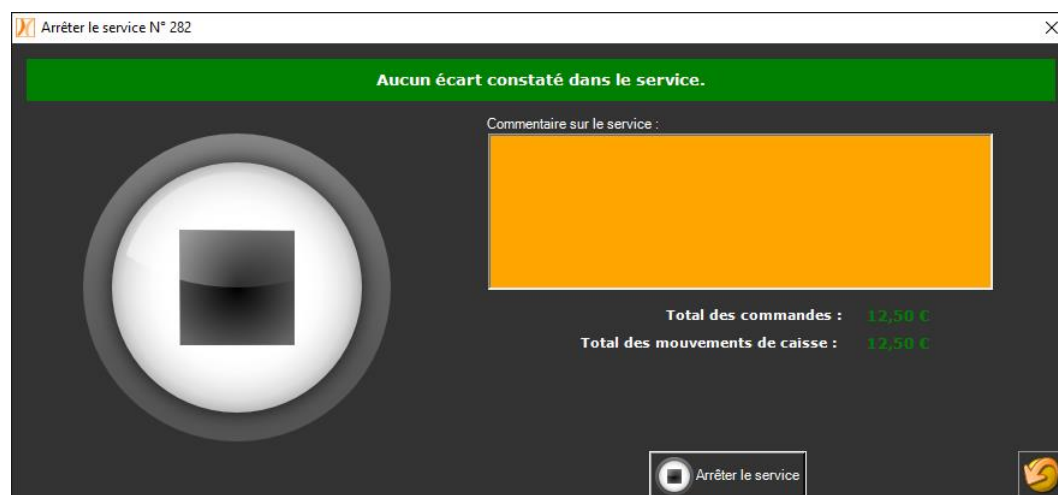 Arrêter le service N° 282
Aucun écart constaté dans le service.
Commentaire sur le service :
Total des commandes : 12,50 €
Total des mouvements de caisse : 12,50 €
Arrêter le service